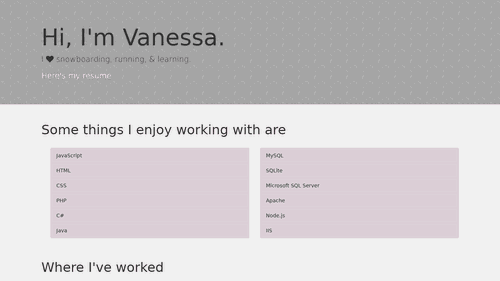 Hi, I'm Vanessa.
I ♥ snowboarding, running, & learning.
Here's my résumé
Some things I enjoy working with are
JavaScript
HTML
CSS
PHP
C#
Java
MySQL
SQLite
Microsoft SQL Server
Apache
Node.js
IIS
Where I've worked